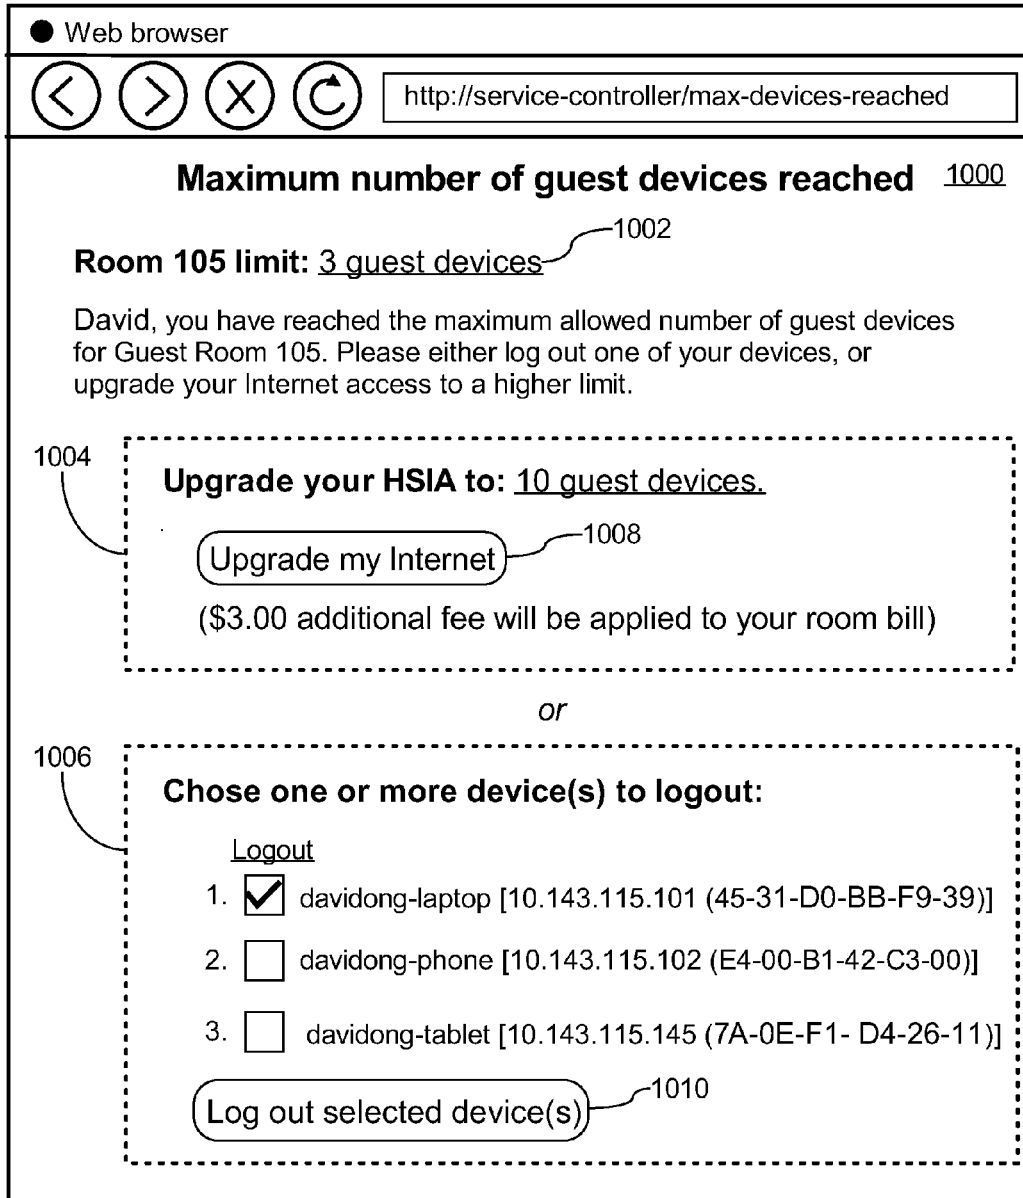 Web browser
http://service-controller/max-devices-reached
Maximum number of guest devices reached 1000
1002
Room 105 limit: 3 guest devices
David, you have reached the maximum allowed number of guest devices
for Guest Room 105. Please either log out one of your devices, or
upgrade your Internet access to a higher limit.
1004
Upgrade your HSIA to: 10 guest devices.
1008
Upgrade my Internet
($3.00 additional fee will be applied to your room bill)
or
1006
Chose one or more device(s) to logout:
Logout
1. davidong-laptop [10.143.115.101 (45-31-D0-BB-F9-39)]
2. davidong-phone [10.143.115.102 (E4-00-B1-42-C3-00)]
3. davidong-tablet [10.143.115.145 (7A-0E-F1- D4-26-11)]
1010
Log out selected device(s)